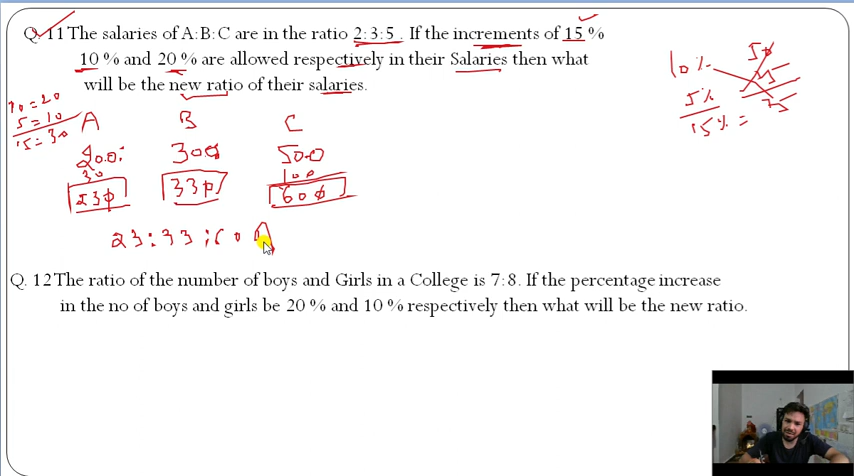 Q. 11 The salaries of A:B:C are in the ratio 2:3:5 . If the increments of 15 %
10 % and 20 % are allowed respectively in their Salaries then what
will be the new ratio of their salaries.
10 %
5%
15% =
10 = 20
5 = 10
15 = 30
A B C
200 300 500
30 100
230 330 600
23:33:60
Q. 12 The ratio of the number of boys and Girls in a College is 7:8. If the percentage increase
in the no of boys and girls be 20 % and 10 % respectively then what will be the new ratio.